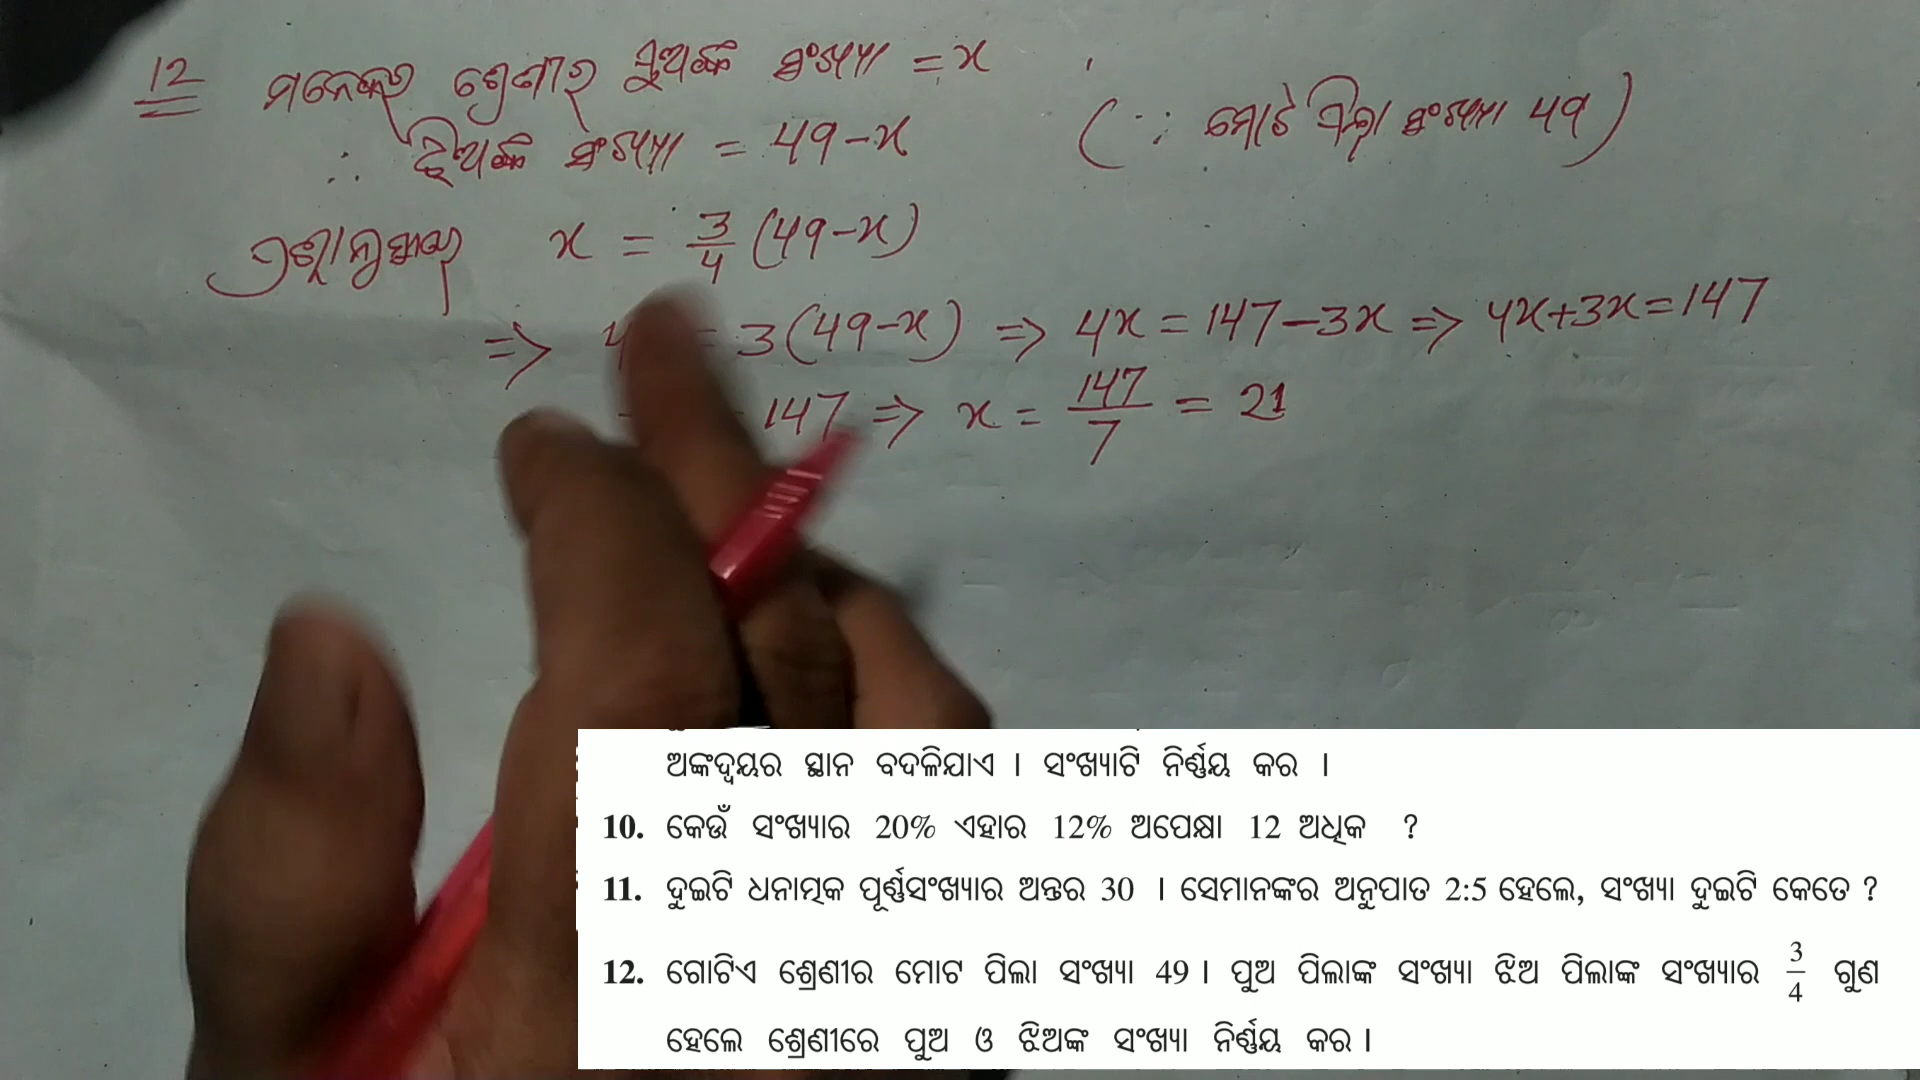 12 ମନେକର ଶ୍ରେଣୀର ପୁଅଙ୍କ ସଂଖ୍ୟା = x
∴ ଝିଅଙ୍କ ସଂଖ୍ୟା = 49-x (∵ ମୋଟ ପିଲା ସଂଖ୍ୟା 49)
ପ୍ରଶ୍ନାନୁସାରେ x = 3/4 (49-x)
⇒ 4 = 3(49-x) ⇒ 4x = 147-3x ⇒ 4x+3x=147
147 ⇒ x = 147/7 = 21
ଅଙ୍କଦ୍ୱୟର ସ୍ଥାନ ବଦଳିଯାଏ । ସଂଖ୍ୟାଟି ନିର୍ଣ୍ଣୟ କର ।
10. କେଉଁ ସଂଖ୍ୟାର 20% ଏହାର 12% ଅପେକ୍ଷା 12 ଅଧିକ ?
11. ଦୁଇଟି ଧନାତ୍ମକ ପୂର୍ଣ୍ଣସଂଖ୍ୟାର ଅନ୍ତର 30 । ସେମାନଙ୍କର ଅନୁପାତ 2:5 ହେଲେ, ସଂଖ୍ୟା ଦୁଇଟି କେତେ ?
12. ଗୋଟିଏ ଶ୍ରେଣୀର ମୋଟ ପିଲା ସଂଖ୍ୟା 49 । ପୁଅ ପିଲାଙ୍କ ସଂଖ୍ୟା ଝିଅ ପିଲାଙ୍କ ସଂଖ୍ୟାର 3/4 ଗୁଣ
ହେଲେ ଶ୍ରେଣୀରେ ପୁଅ ଓ ଝିଅଙ୍କ ସଂଖ୍ୟା ନିର୍ଣ୍ଣୟ କର ।